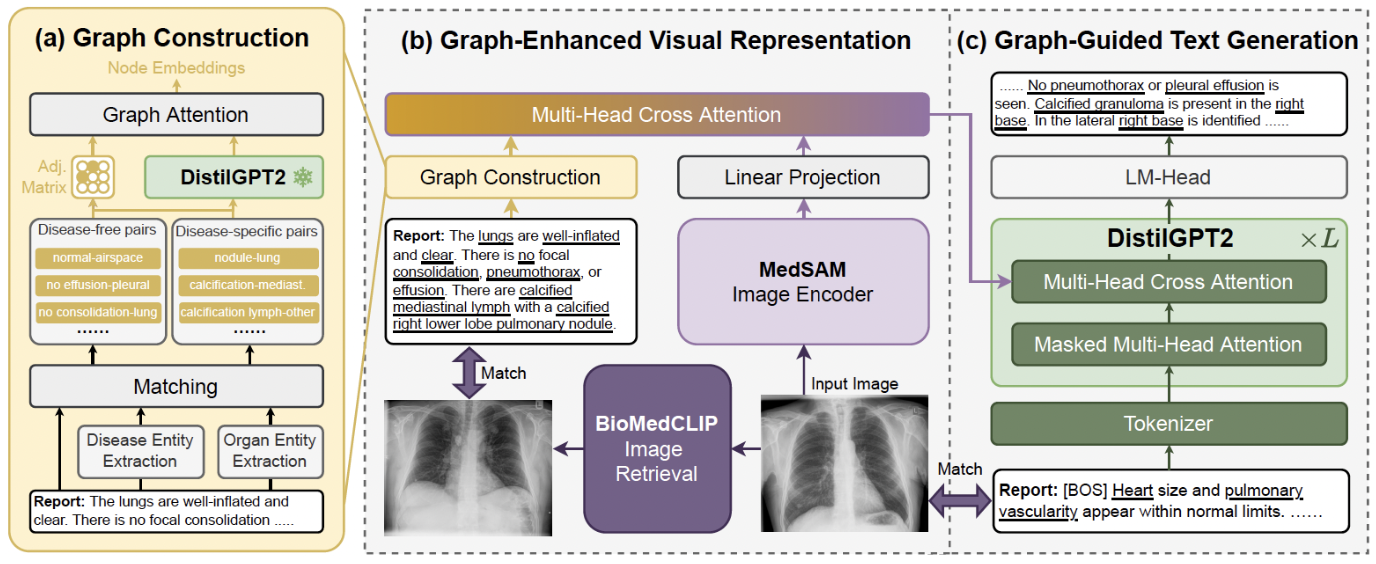 (a) Graph Construction
Node Embeddings
Graph Attention
Adj.
Matrix
DistilGPT2
Disease-free pairs
normal-airspace
no effusion-pleural
no consolidation-lung
......
Disease-specific pairs
nodule-lung
calcification-mediast.
calcification lymph-other
......
Matching
Disease Entity
Extraction
Organ Entity
Extraction
Report: The lungs are well-inflated and
clear. There is no focal consolidation .....
(b) Graph-Enhanced Visual Representation
Multi-Head Cross Attention
Graph Construction
Linear Projection
Report: The lungs are well-inflated
and clear. There is no focal
consolidation, pneumothorax, or
effusion. There are calcified
mediastinal lymph with a calcified
right lower lobe pulmonary nodule.
MedSAM
Image Encoder
Match
Input Image
BioMedCLIP
Image
Retrieval
(c) Graph-Guided Text Generation
...... No pneumothorax or pleural effusion is
seen. Calcified granuloma is present in the right
base. In the lateral right base is identified ......
LM-Head
DistilGPT2
×L
Multi-Head Cross Attention
Masked Multi-Head Attention
Tokenizer
Match
Report: [BOS] Heart size and pulmonary
vascularity appear within normal limits. ......